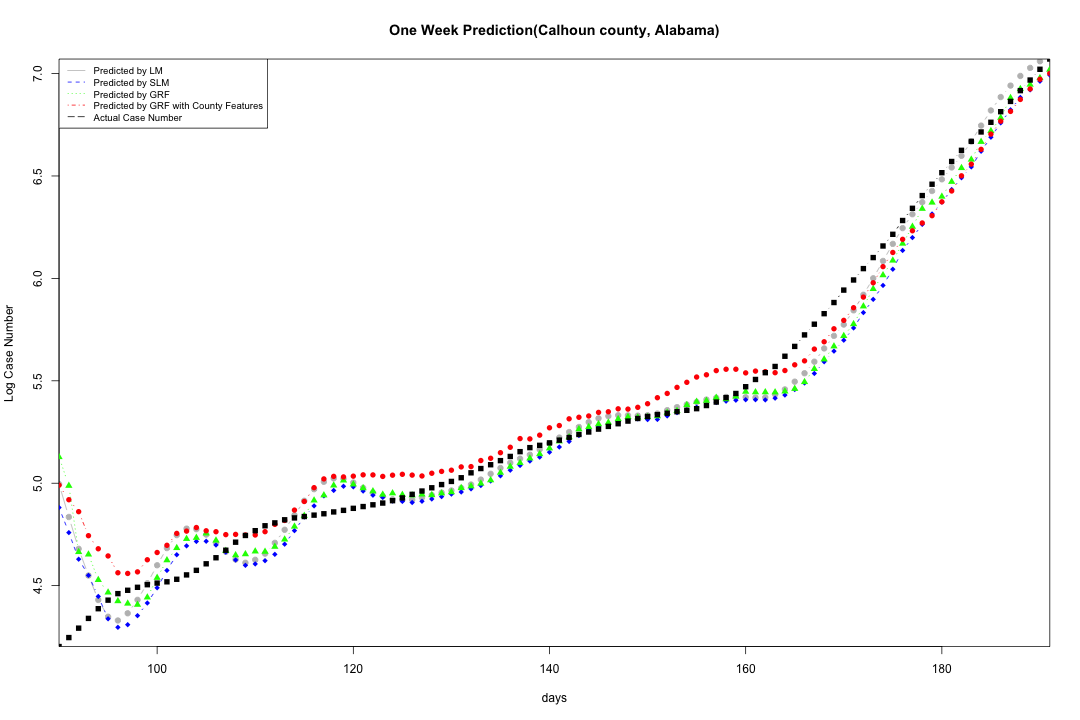 One Week Prediction(Calhoun county, Alabama)
Predicted by LM
Predicted by SLM
Predicted by GRF
Predicted by GRF with County Features
Actual Case Number
7.0
6.5
6.0
5.5
5.0
4.5
Log Case Number
100 120 140 160 180
days